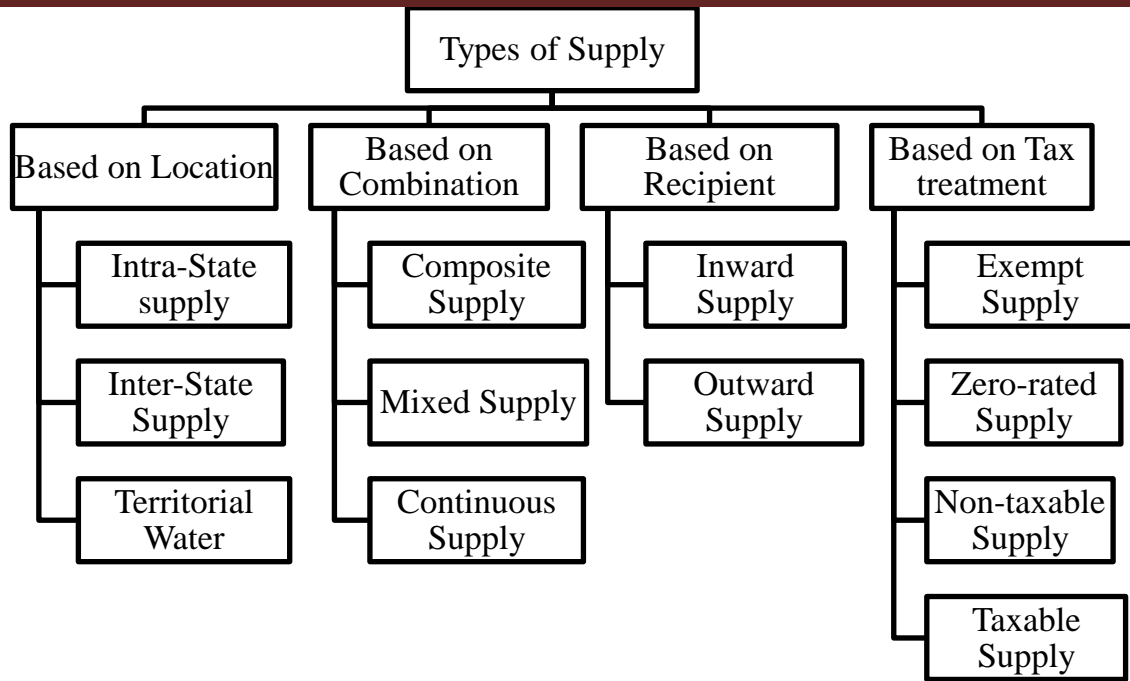 Types of Supply
Based on Location
Intra-State
supply
Inter-State
Supply
Territorial
Water
Based on
Combination
Composite
Supply
Mixed Supply
Continuous
Supply
Based on
Recipient
Inward
Supply
Outward
Supply
Based on Tax
treatment
Exempt
Supply
Zero-rated
Supply
Non-taxable
Supply
Taxable
Supply